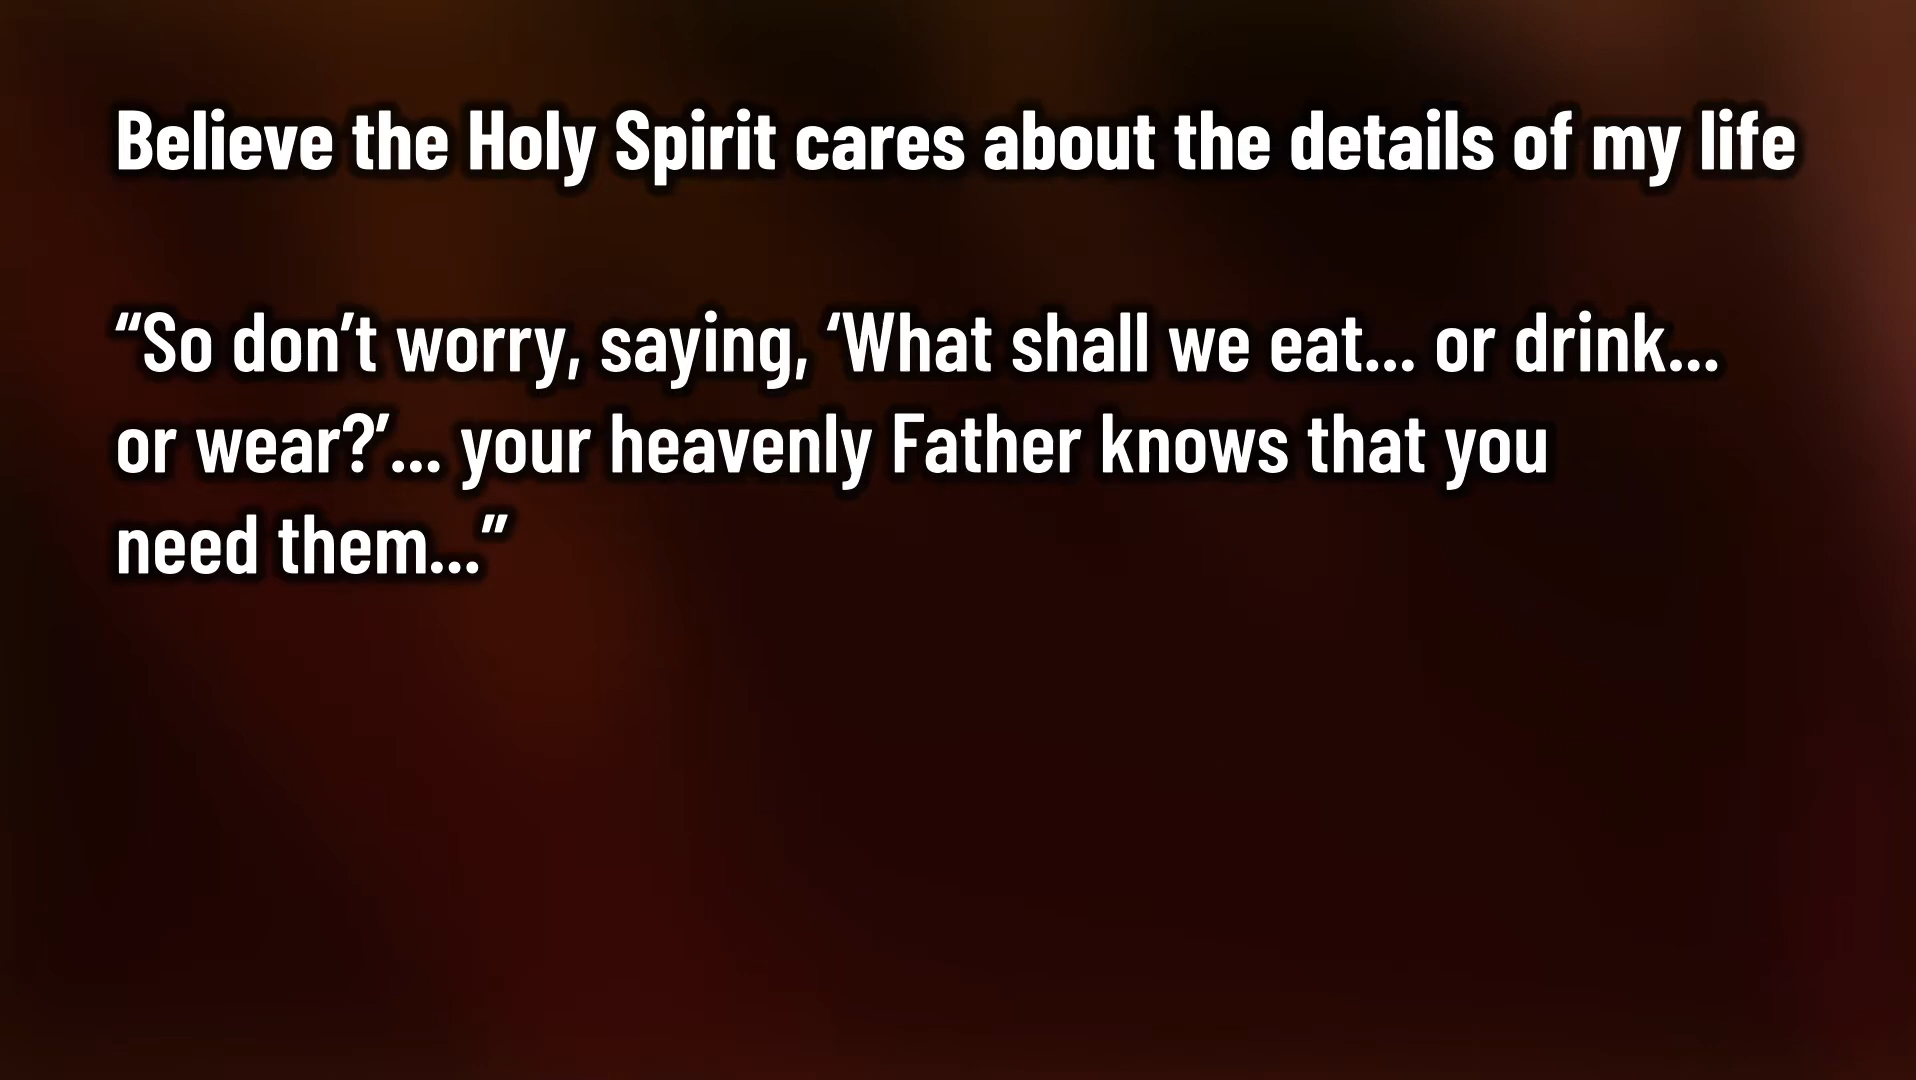 Believe the Holy Spirit cares about the details of my life
“So don’t worry, saying, ‘What shall we eat... or drink...
or wear?’... your heavenly Father knows that you
need them...”